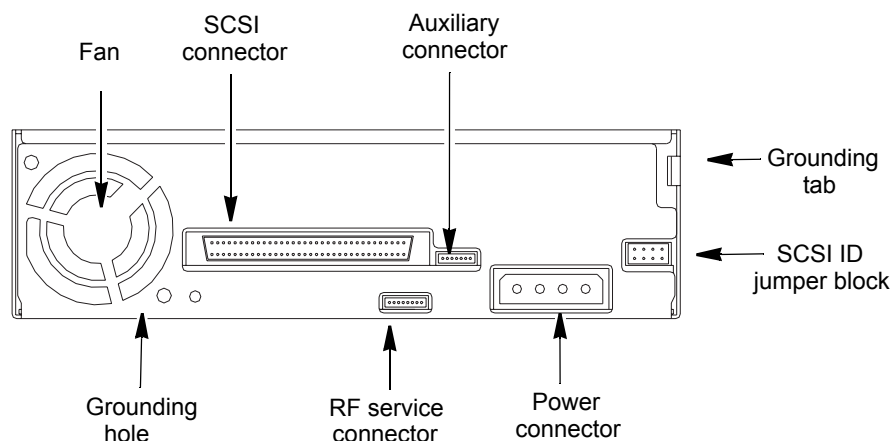 Fan
SCSI
connector
Auxiliary
connector
Grounding
tab
SCSI ID
jumper block
Grounding
hole
RF service
connector
Power
connector